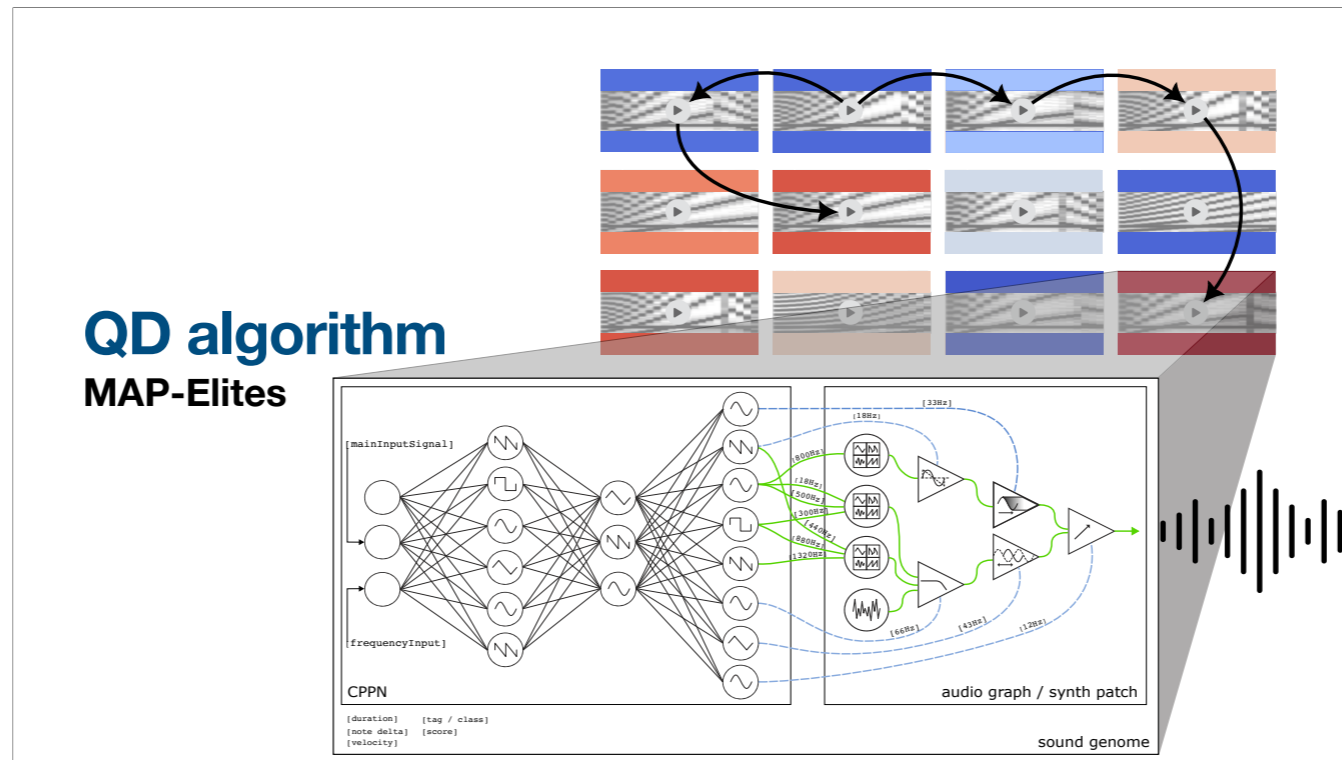 QD algorithm
MAP-Elites
[mainInputSignal]
[frequencyInput]
CPPN
[33Hz]
[18Hz]
[800Hz]
[18Hz]
[500Hz]
[300Hz]
[440Hz]
[880Hz]
[1320Hz]
[66Hz]
[43Hz]
[12Hz]
audio graph / synth patch
[duration] [tag / class]
[note delta] [score]
[velocity]
sound genome